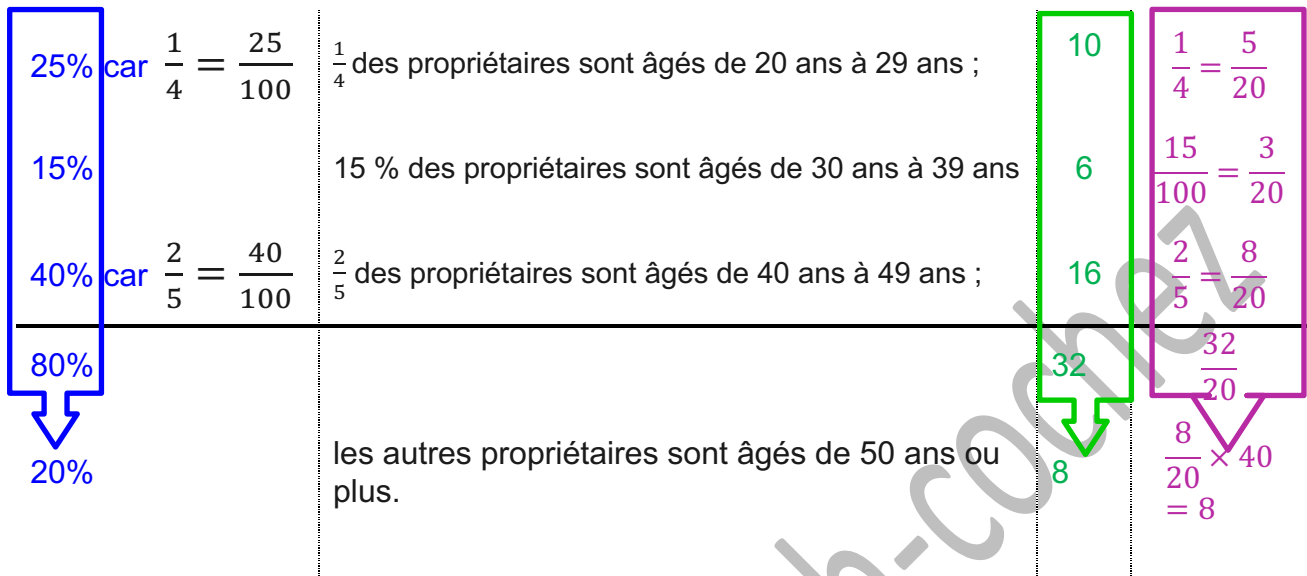 25% car 1/4 = 25/100 1/4 des propriétaires sont âgés de 20 ans à 29 ans ; 10 1/4 = 5/20
15% 15 % des propriétaires sont âgés de 30 ans à 39 ans 6 15/100 = 3/20
40% car 2/5 = 40/100 2/5 des propriétaires sont âgés de 40 ans à 49 ans ; 16 2/5 = 8/20
80% 32 32/20
20% les autres propriétaires sont âgés de 50 ans ou 8 8/20 × 40
plus. = 8
h-cochez